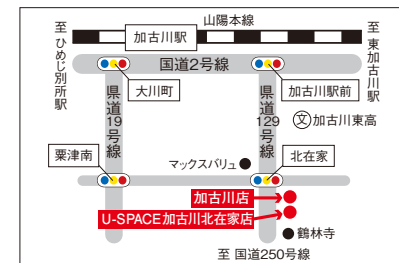 山陽本線
至 ひめじ別所駅
加古川駅
至 東加古川駅
国道2号線
大川町
加古川駅前
県道19号線
県道129号線
文 加古川東高
粟津南
マックスバリュ
北在家
加古川店
U-SPACE加古川北在家店
鶴林寺
至 国道250号線